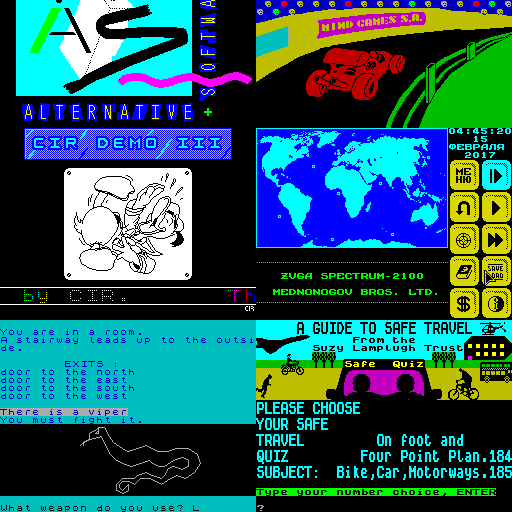 AS
SOFTWA
ALTERNATIVE +
CIR DEMO III
by CIR.
Th
CIR
MIND GAMES S.A.
04:45:20
15
ФЕВРАЛЯ
2017
МЕ
НЮ
SAVE
LOAD
$
ZVGA SPECTRUM-2100
MEDNONOGOV BROS. LTD.
You are in a room.
A stairway leads up to the outsi
de.
EXITS :
door to the north
door to the east
door to the south
door to the west
There is a viper
You must fight it.
What weapon do you use? L
A GUIDE TO SAFE TRAVEL
From the
Suzy Lamplugh Trust
Safe Quiz
PLEASE CHOOSE
YOUR SAFE
TRAVEL On foot and
QUIZ Four Point Plan.184
SUBJECT: Bike,Car,Motorways.185
Type your number choice, ENTER
?